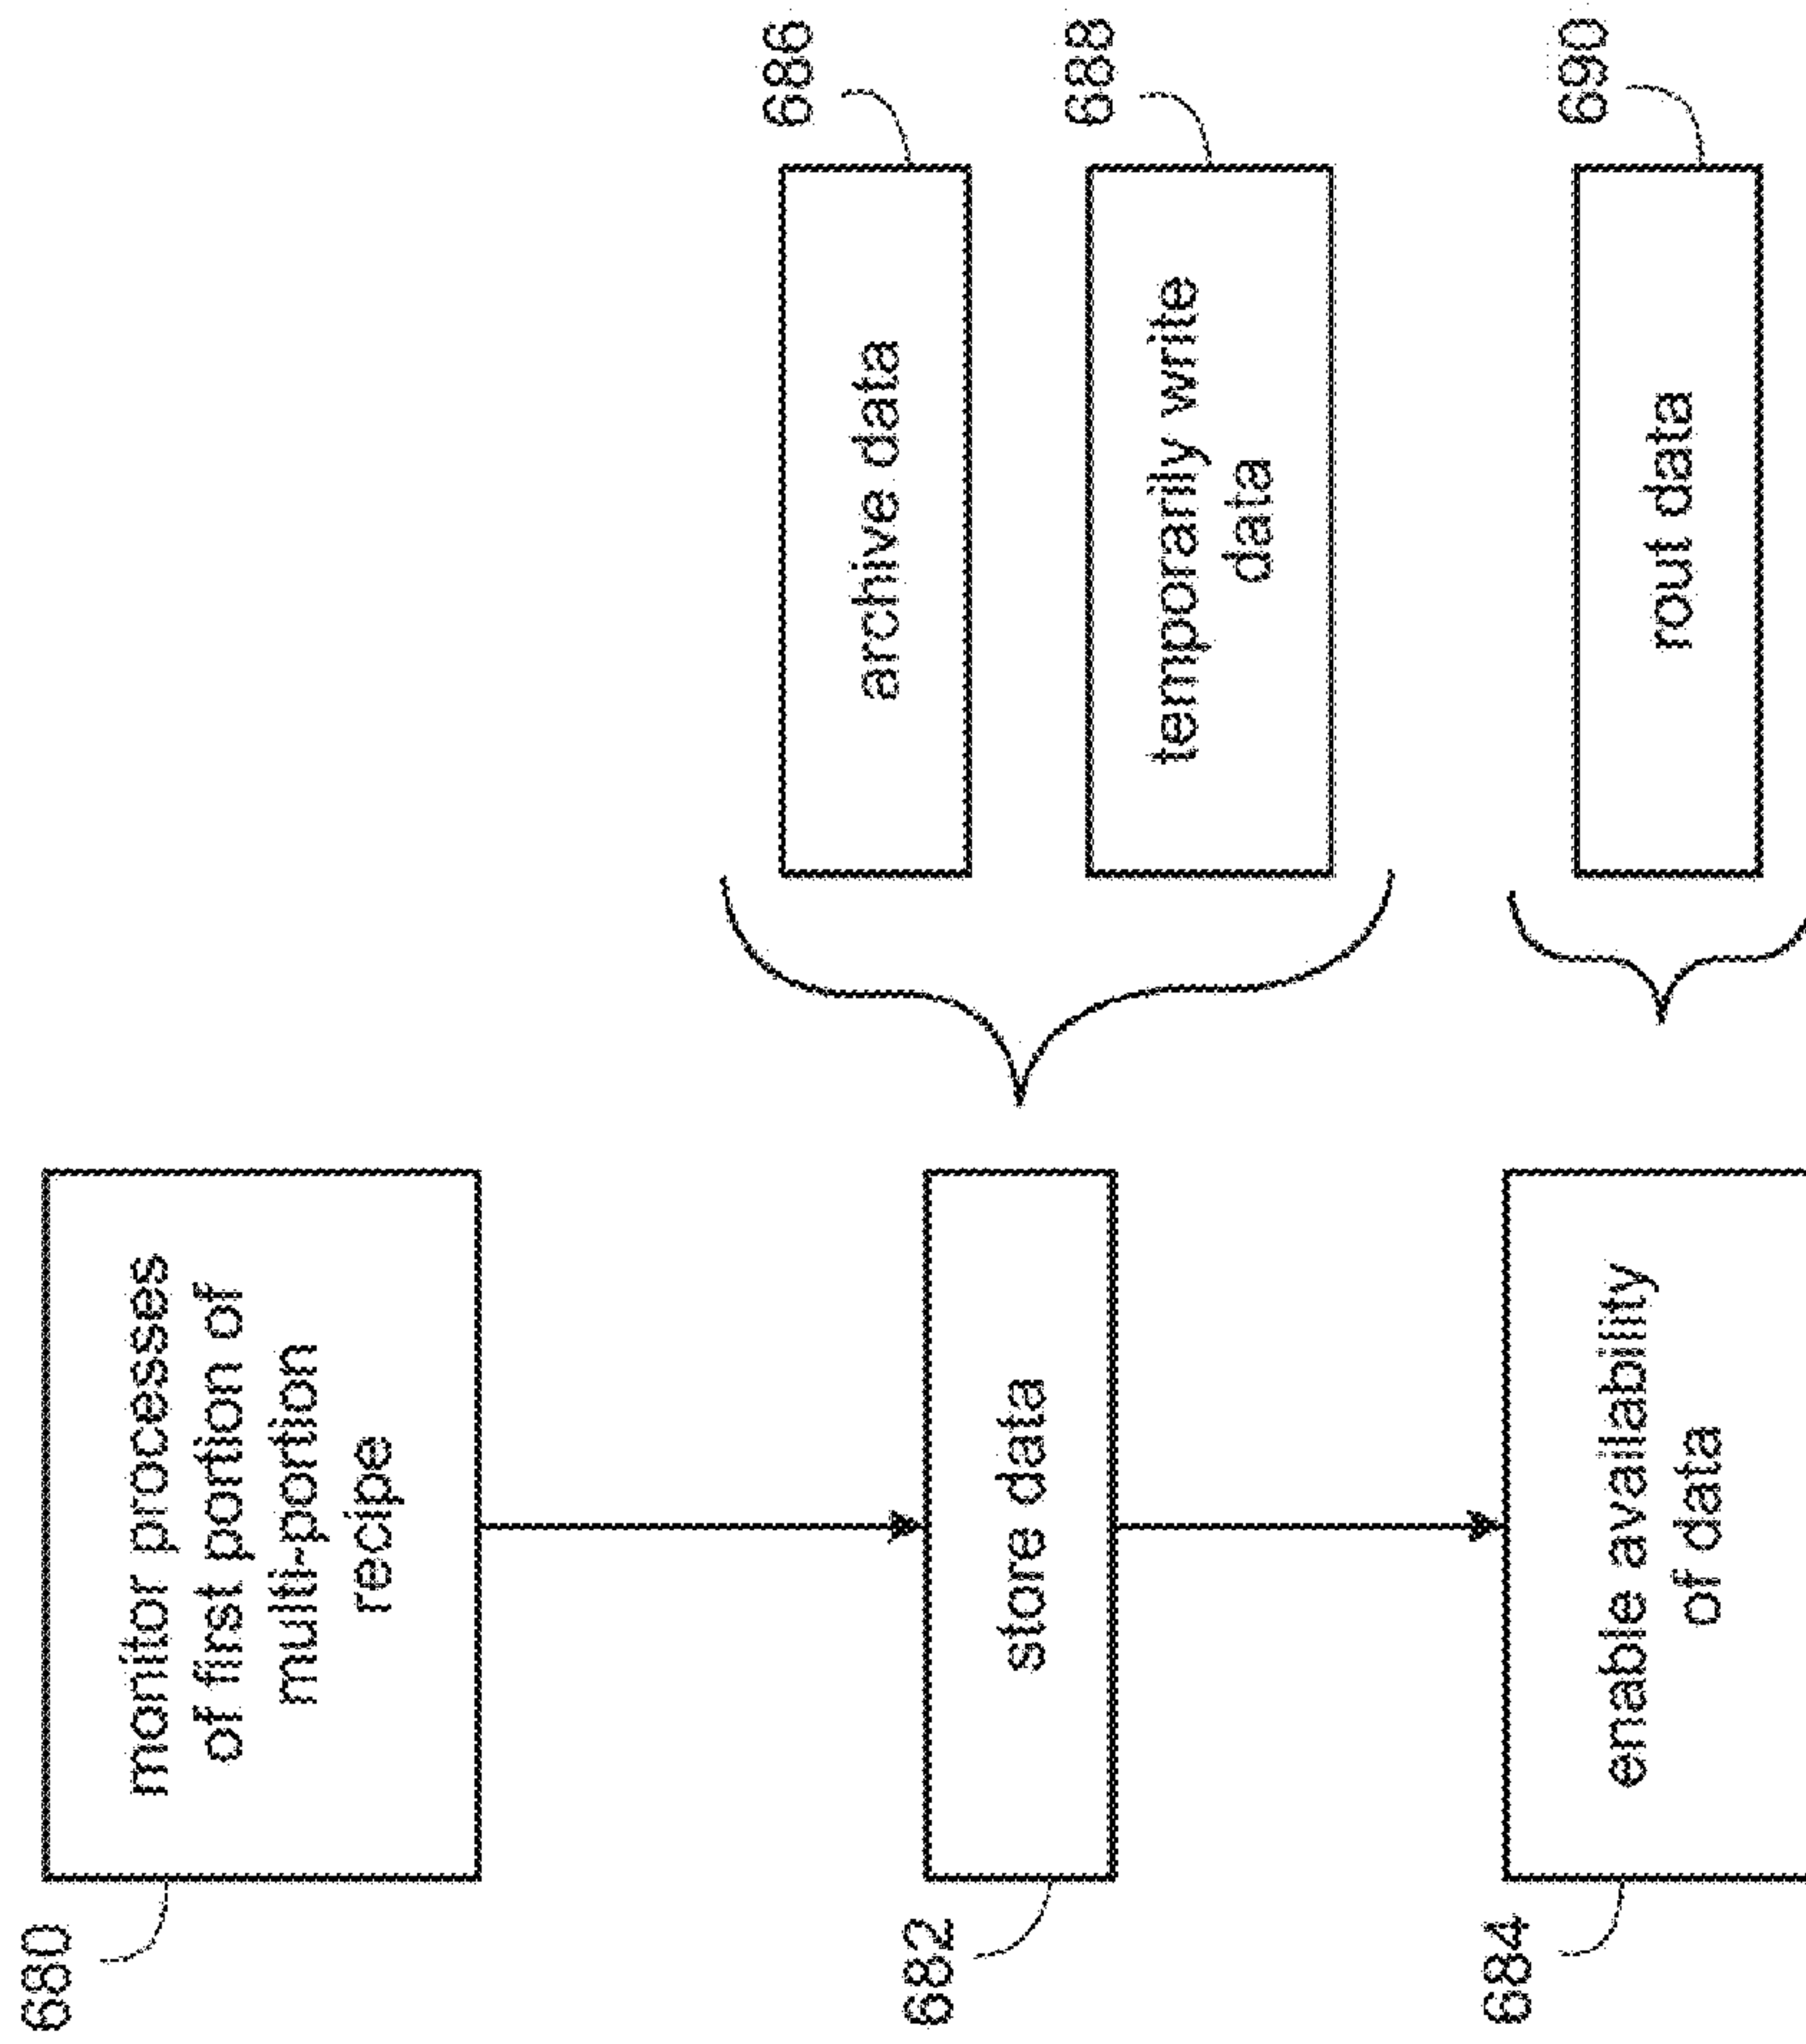 680
monitor processes
of first portion of
multi-portion
recipe
682
store data
684
enable availability
of data
686
archive data
688
temporarily write
data
690
rout data